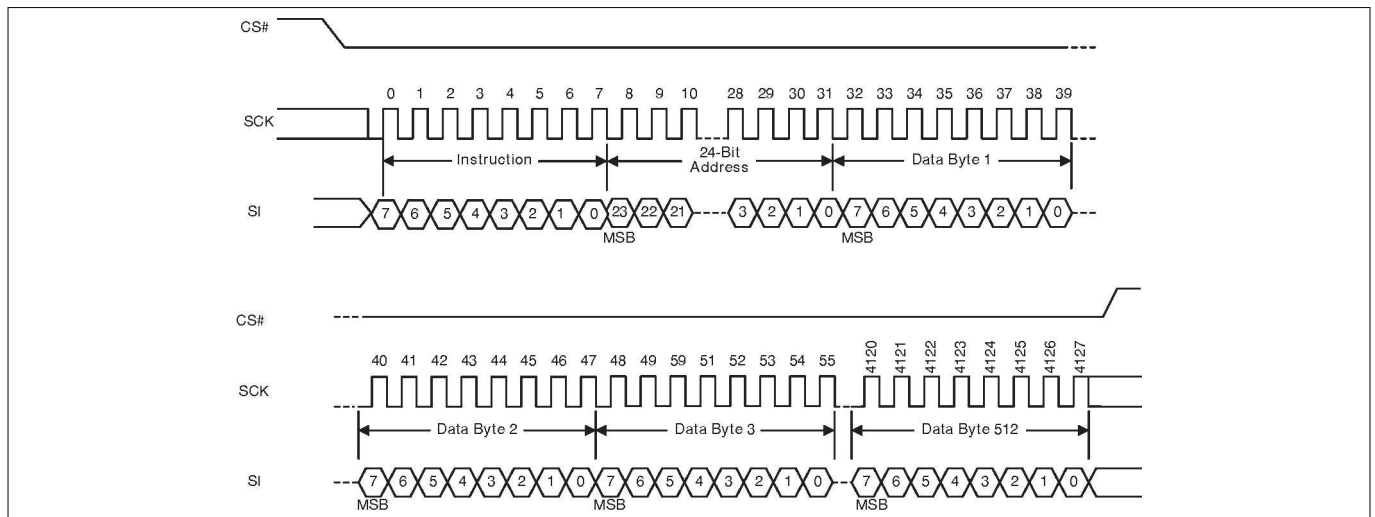 CS#
0 1 2 3 4 5 6 7 8 9 10 28 29 30 31 32 33 34 35 36 37 38 39
SCK
Instruction 24-Bit Address Data Byte 1
SI 7 6 5 4 3 2 1 0 23 22 21 3 2 1 0 7 6 5 4 3 2 1 0
MSB MSB
CS#
40 41 42 43 44 45 46 47 48 49 59 51 52 53 54 55 4120 4121 4122 4123 4124 4125 4126 4127
SCK
Data Byte 2 Data Byte 3 Data Byte 512
SI 7 6 5 4 3 2 1 0 7 6 5 4 3 2 1 0 7 6 5 4 3 2 1 0
MSB MSB MSB